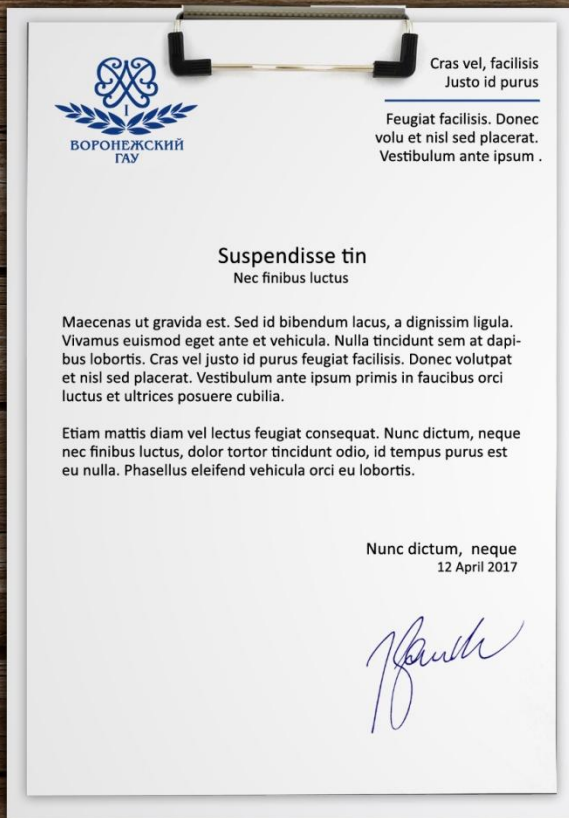 I
ВОРОНЕЖСКИЙ
ГАУ
Cras vel, facilisis
Justo id purus
Feugiat facilisis. Donec
volu et nisl sed placerat.
Vestibulum ante ipsum .
Suspendisse tin
Nec finibus luctus
Maecenas ut gravida est. Sed id bibendum lacus, a dignissim ligula.
Vivamus euismod eget ante et vehicula. Nulla tincidunt sem at dapi-
bus lobortis. Cras vel justo id purus feugiat facilisis. Donec volutpat
et nisl sed placerat. Vestibulum ante ipsum primis in faucibus orci
luctus et ultrices posuere cubilia.
Etiam mattis diam vel lectus feugiat consequat. Nunc dictum, neque
nec finibus luctus, dolor tortor tincidunt odio, id tempus purus est
eu nulla. Phasellus eleifend vehicula orci eu lobortis.
Nunc dictum, neque
12 April 2017